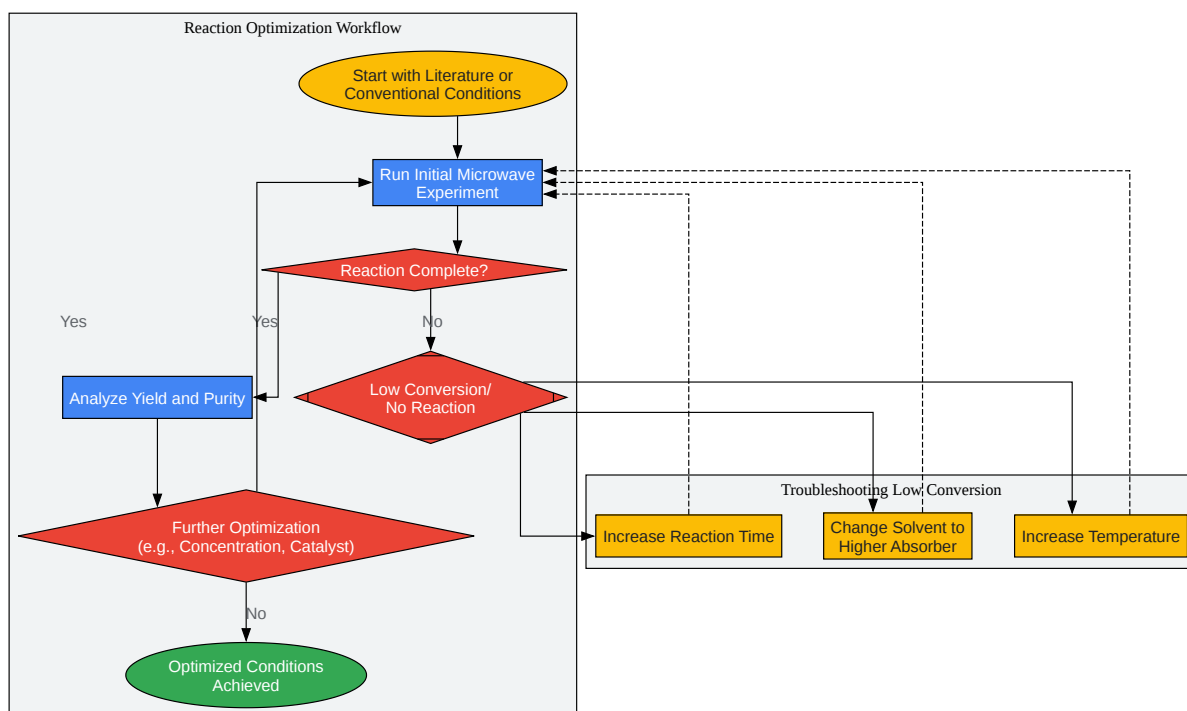 Reaction Optimization Workflow
Start with Literature or
Conventional Conditions
Run Initial Microwave
Experiment
Reaction Complete?
Yes
Yes
No
Analyze Yield and Purity
Low Conversion/
No Reaction
Troubleshooting Low Conversion
Increase Reaction Time
Change Solvent to
Higher Absorber
Increase Temperature
Further Optimization
(e.g., Concentration, Catalyst)
No
Optimized Conditions
Achieved